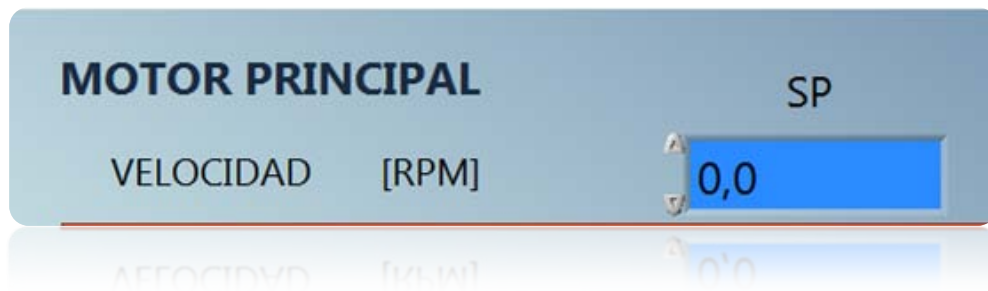 MOTOR PRINCIPAL
SP
VELOCIDAD [RPM] 0,0